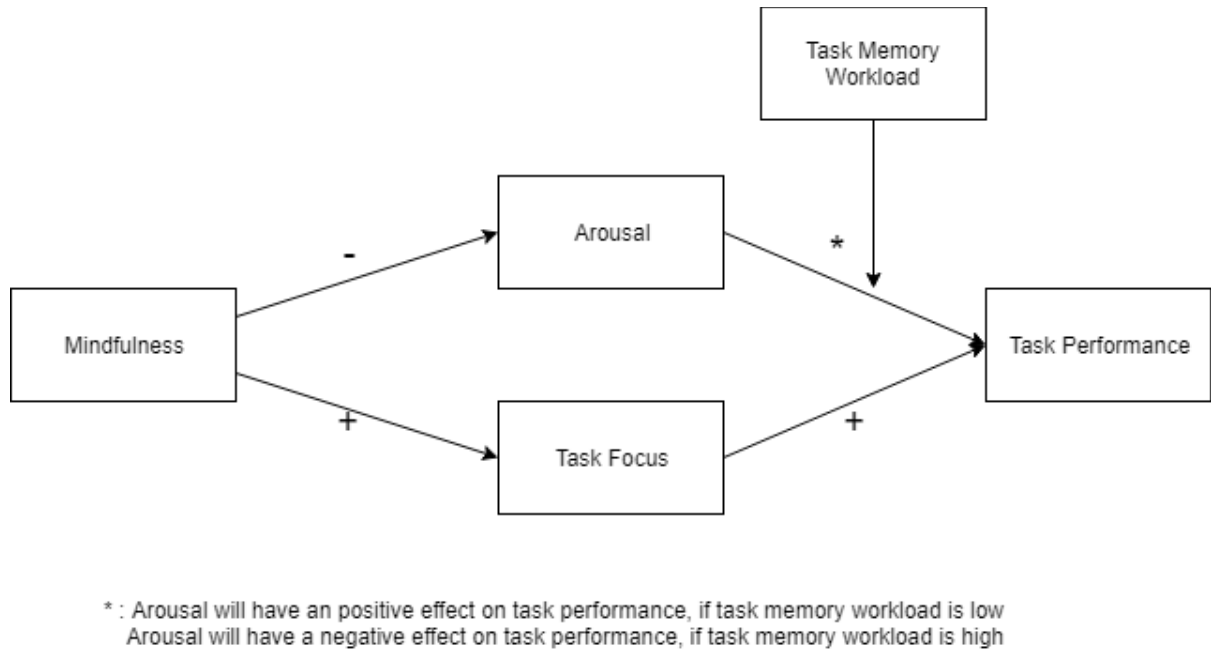 Task Memory
Workload
Arousal
-
*
Mindfulness
Task Performance
+
+
Task Focus
* : Arousal will have an positive effect on task performance, if task memory workload is low
Arousal will have a negative effect on task performance, if task memory workload is high